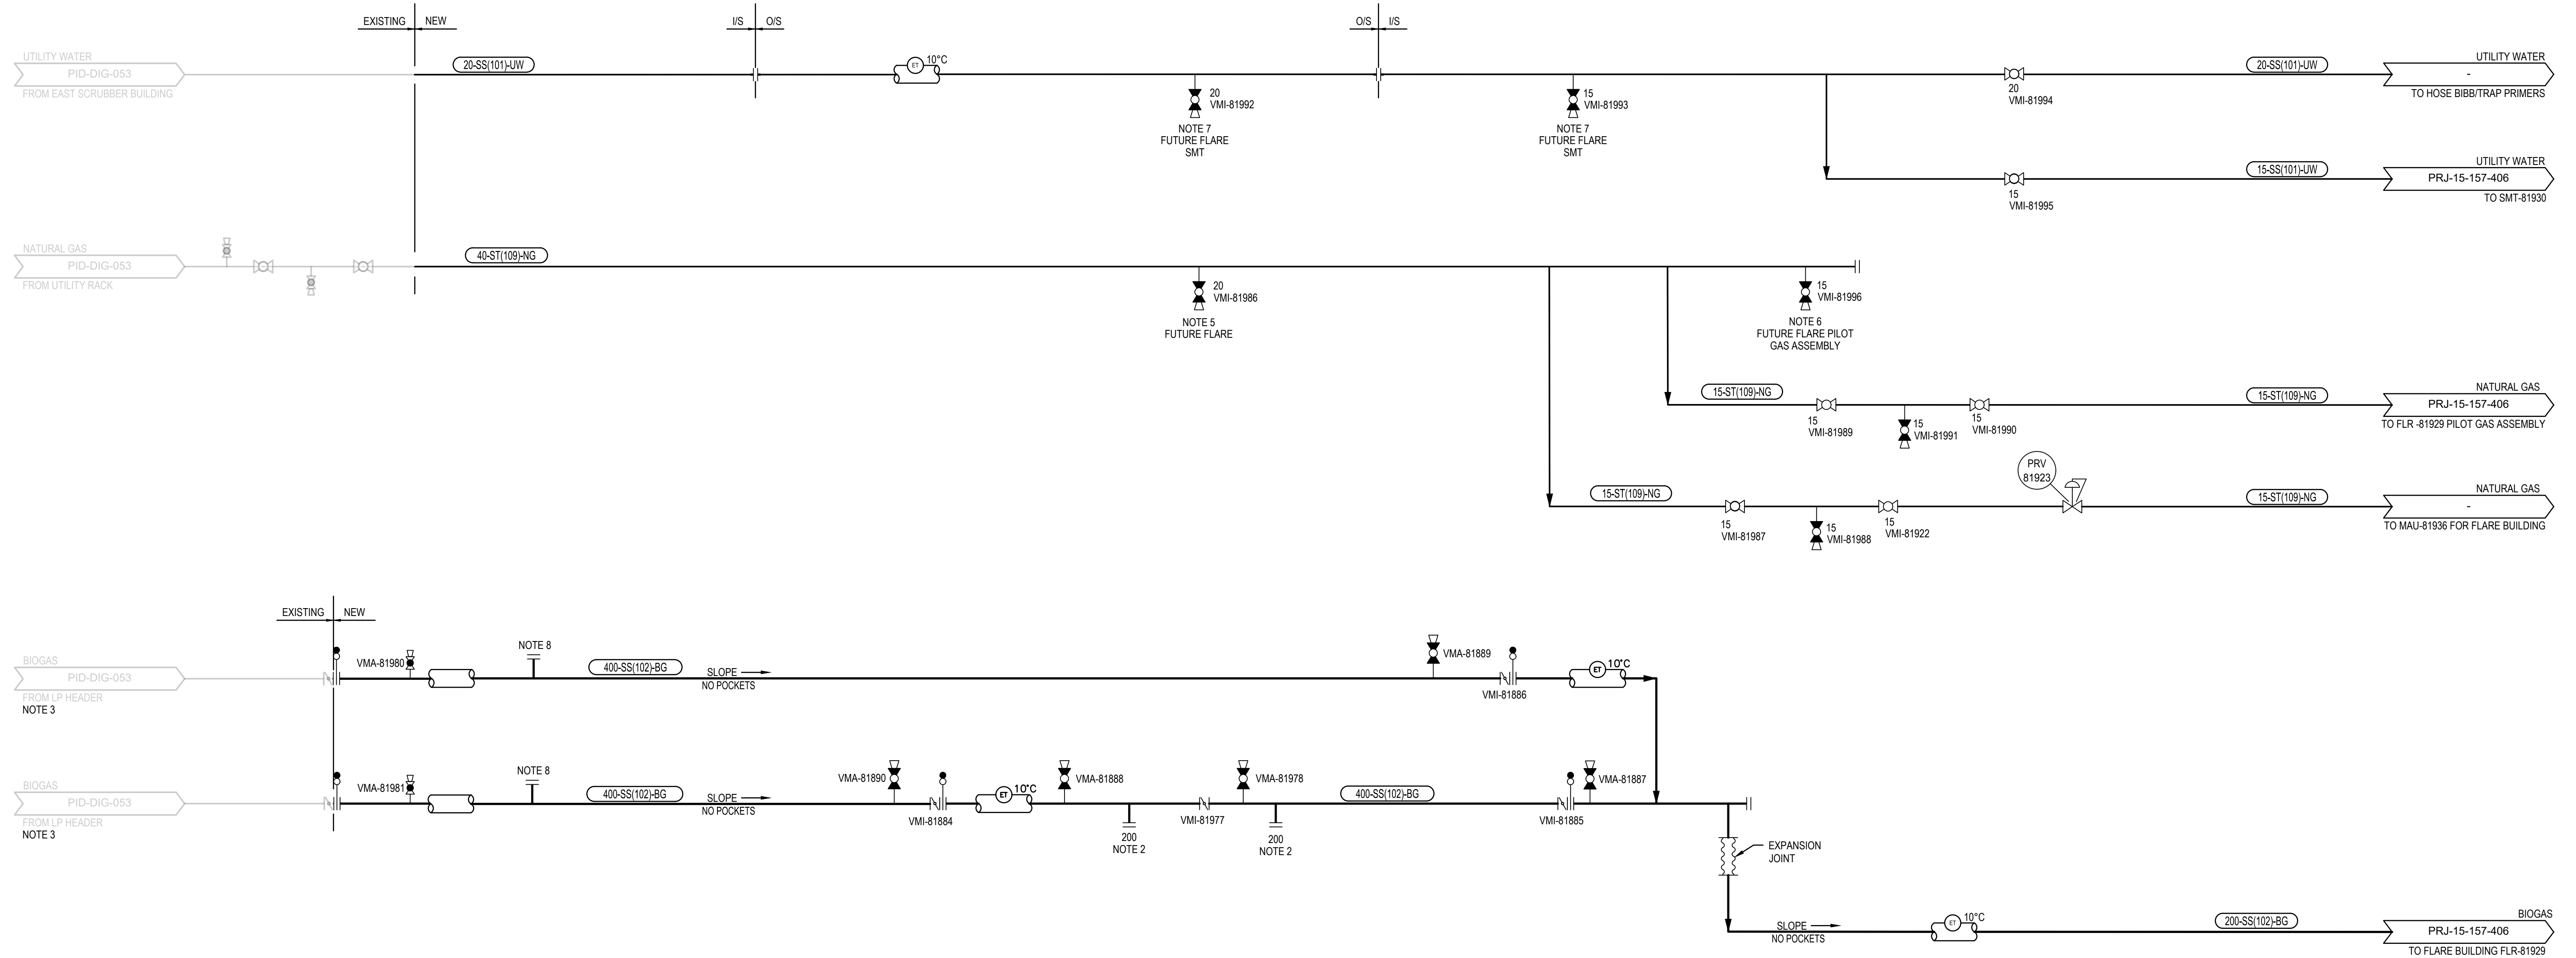 EXISTING NEW
I/S O/S
O/S I/S
UTILITY WATER
PID-DIG-053
FROM EAST SCRUBBER BUILDING
20-SS(101)-UW
ET 10°C
20
VMI-81992
NOTE 7
FUTURE FLARE
SMT
15
VMI-81993
NOTE 7
FUTURE FLARE
SMT
20
VMI-81994
20-SS(101)-UW
UTILITY WATER
-
TO HOSE BIBB/TRAP PRIMERS
15
VMI-81995
15-SS(101)-UW
UTILITY WATER
PRJ-15-157-406
TO SMT-81930
NATURAL GAS
PID-DIG-053
FROM UTILITY RACK
40-ST(109)-NG
20
VMI-81986
NOTE 5
FUTURE FLARE
15
VMI-81996
NOTE 6
FUTURE FLARE PILOT
GAS ASSEMBLY
15-ST(109)-NG
15
VMI-81989
15
VMI-81991
15
VMI-81990
15-ST(109)-NG
NATURAL GAS
PRJ-15-157-406
TO FLR -81929 PILOT GAS ASSEMBLY
15-ST(109)-NG
15
VMI-81987
15
VMI-81988
15
VMI-81922
PRV
81923
15-ST(109)-NG
NATURAL GAS
-
TO MAU-81936 FOR FLARE BUILDING
EXISTING NEW
BIOGAS
PID-DIG-053
FROM LP HEADER
NOTE 3
VMA-81980
NOTE 8
400-SS(102)-BG
SLOPE
NO POCKETS
VMA-81889
VMI-81886
ET 10°C
BIOGAS
PID-DIG-053
FROM LP HEADER
NOTE 3
VMA-81981
NOTE 8
400-SS(102)-BG
SLOPE
NO POCKETS
VMA-81890
VMI-81884
ET 10°C
VMA-81888
200
NOTE 2
VMI-81977
VMA-81978
200
NOTE 2
400-SS(102)-BG
VMI-81885
VMA-81887
EXPANSION
JOINT
SLOPE
NO POCKETS
ET 10°C
200-SS(102)-BG
BIOGAS
PRJ-15-157-406
TO FLARE BUILDING FLR-81929